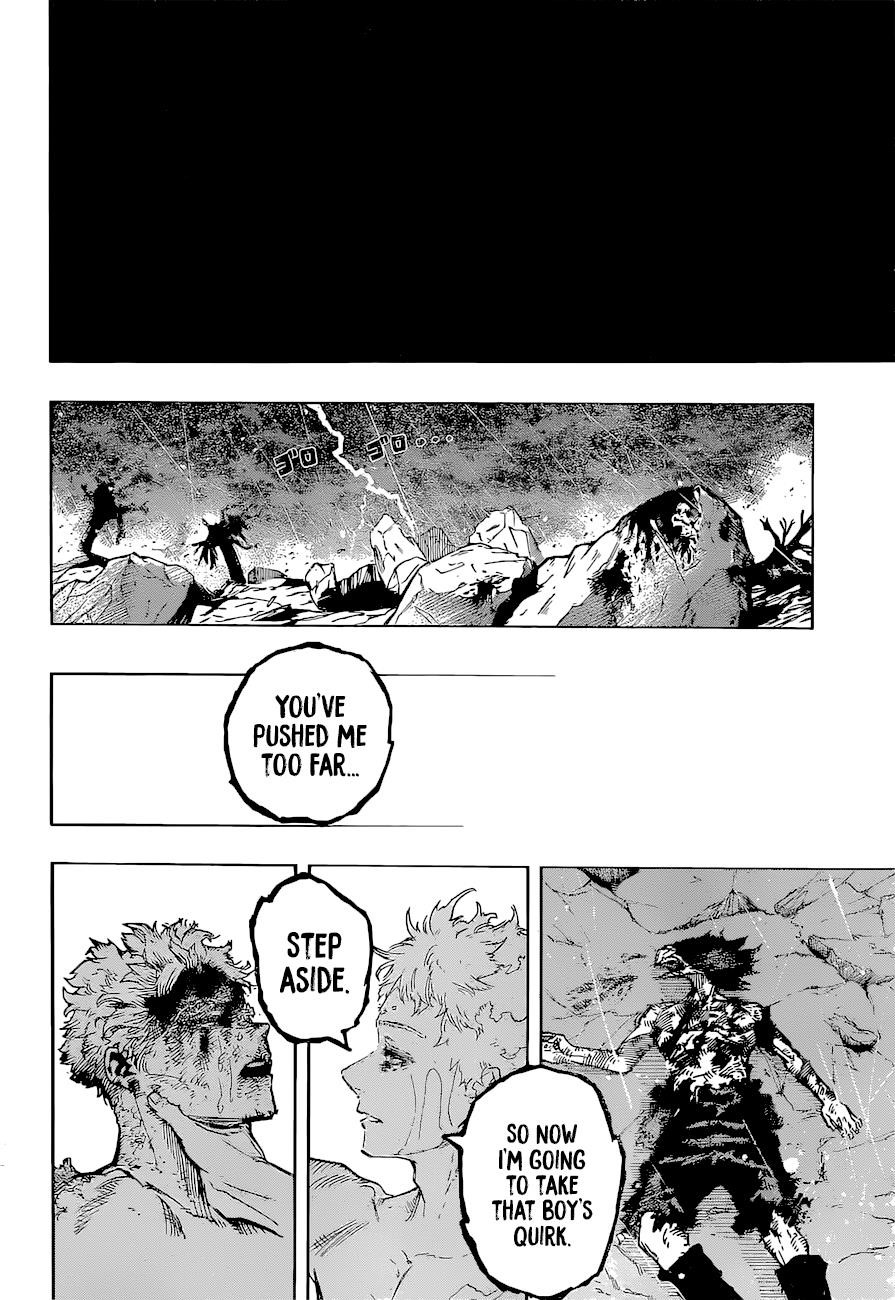 ゴロ ゴロ...
YOU'VE
PUSHED ME
TOO FAR...
STEP
ASIDE.
SO NOW
I'M GOING
TO TAKE
THAT BOY'S
QUIRK.